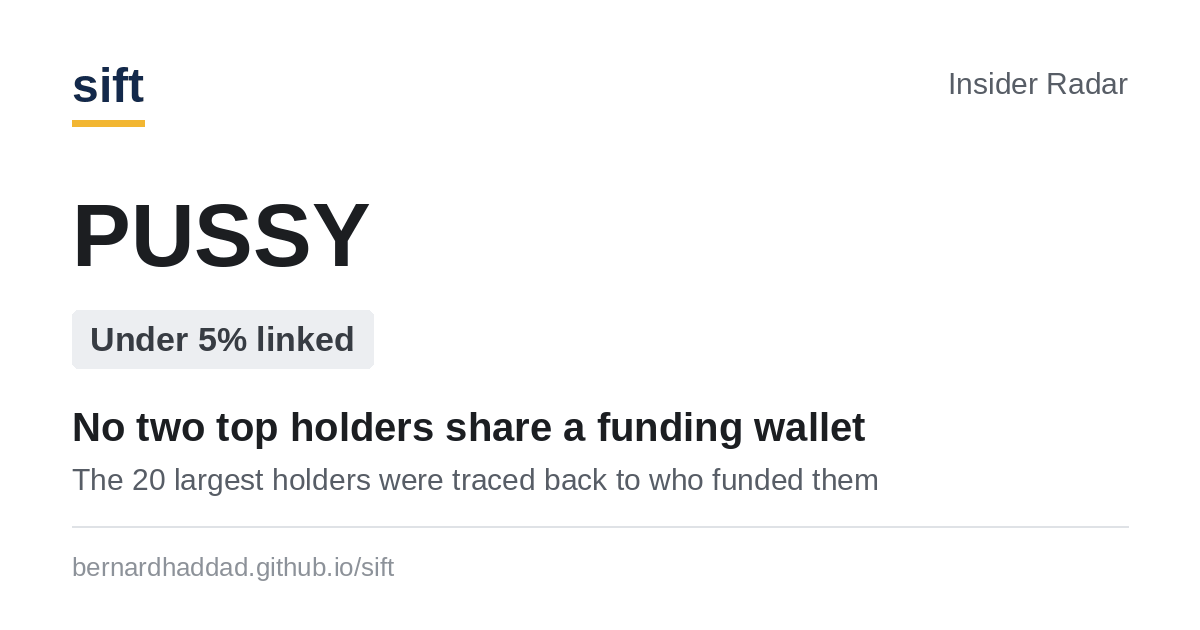 sift
Insider Radar
PUSSY
Under 5% linked
No two top holders share a funding wallet
The 20 largest holders were traced back to who funded them
bernardhaddad.github.io/sift